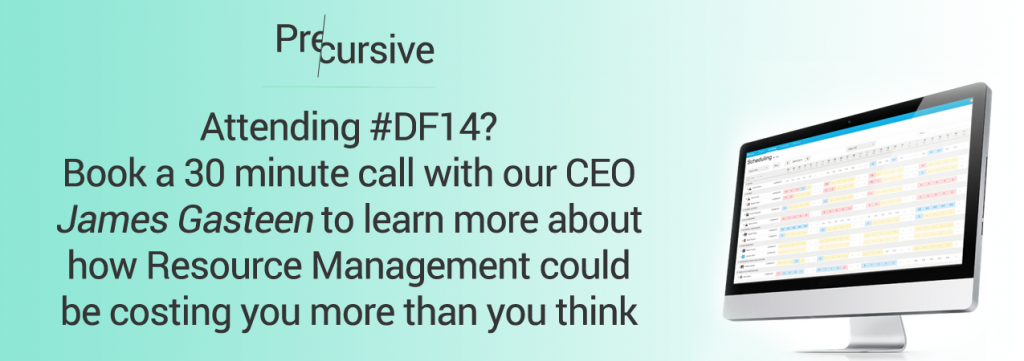 Precursive
Attending #DF14?
Book a 30 minute call with our CEO
James Gasteen to learn more about
how Resource Management could
be costing you more than you think
Scheduling